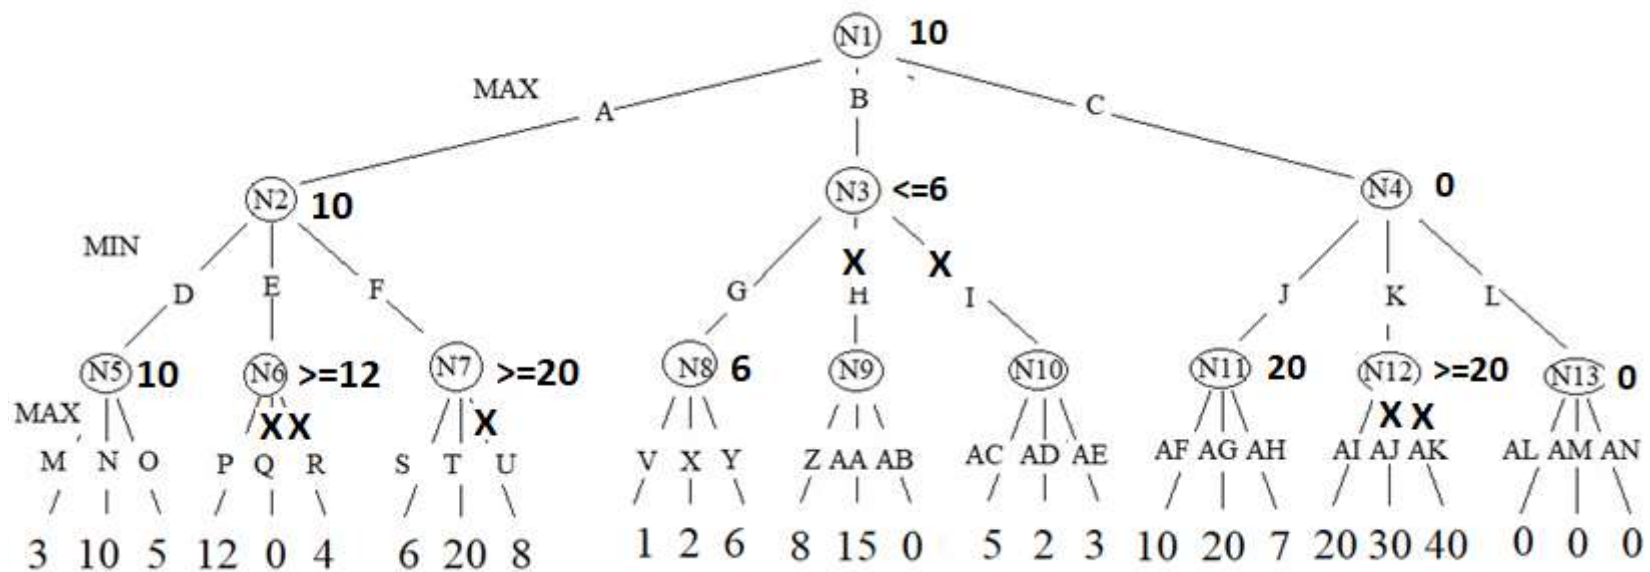 N1 10
MAX A B C
N2 10 N3 <=6 N4 0
MIN
X X
D E F G H I J K L
N5 10 N6 >=12 N7 >=20 N8 6 N9 N10 N11 20 N12 >=20 N13 0
MAX X X X X X
M N O P Q R S T U V X Y Z AA AB AC AD AE AF AG AH AI AJ AK AL AM AN
3 10 5 12 0 4 6 20 8 1 2 6 8 15 0 5 2 3 10 20 7 20 30 40 0 0 0